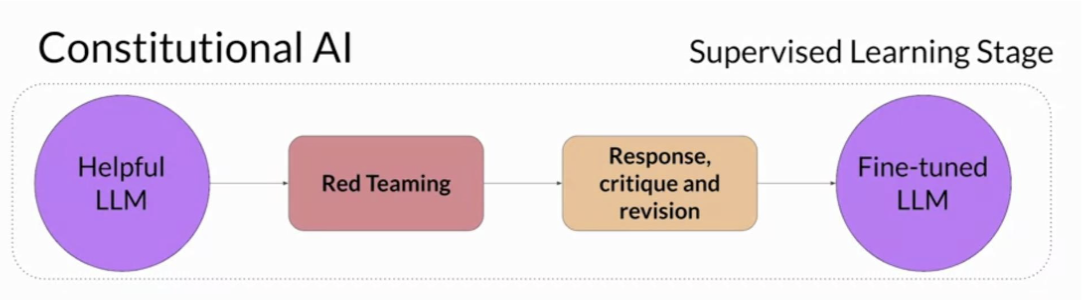 Constitutional AI
Supervised Learning Stage
Helpful
LLM
Red Teaming
Response,
critique and
revision
Fine-tuned
LLM